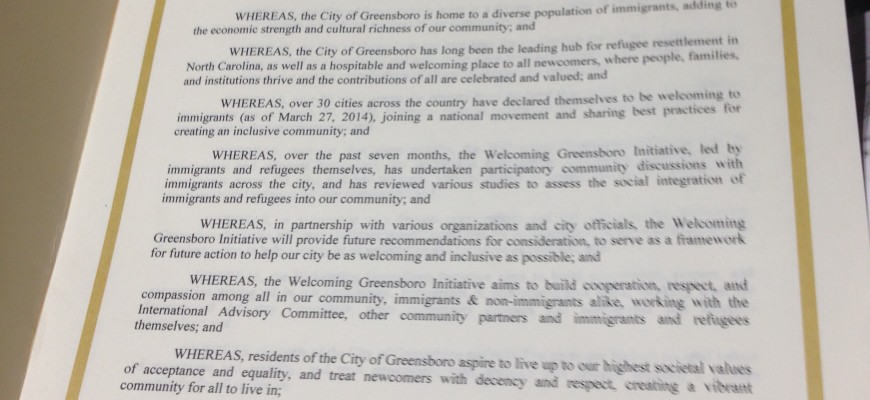 WHEREAS, the City of Greensboro is home to a diverse population of immigrants, adding to
the economic strength and cultural richness of our community; and
WHEREAS, the City of Greensboro has long been the leading hub for refugee resettlement in
North Carolina, as well as a hospitable and welcoming place to all newcomers, where people, families,
and institutions thrive and the contributions of all are celebrated and valued; and
WHEREAS, over 30 cities across the country have declared themselves to be welcoming to
immigrants (as of March 27, 2014), joining a national movement and sharing best practices for
creating an inclusive community; and
WHEREAS, over the past seven months, the Welcoming Greensboro Initiative, led by
immigrants and refugees themselves, has undertaken participatory community discussions with
immigrants across the city, and has reviewed various studies to assess the social integration of
immigrants and refugees into our community; and
WHEREAS, in partnership with various organizations and city officials, the Welcoming
Greensboro Initiative will provide future recommendations for consideration, to serve as a framework
for future action to help our city be as welcoming and inclusive as possible; and
WHEREAS, the Welcoming Greensboro Initiative aims to build cooperation, respect, and
compassion among all in our community, immigrants & non-immigrants alike, working with the
International Advisory Committee, other community partners and immigrants and refugees
themselves; and
WHEREAS, residents of the City of Greensboro aspire to live up to our highest societal values
of acceptance and equality, and treat newcomers with decency and respect, creating a vibrant
community for all to live in;